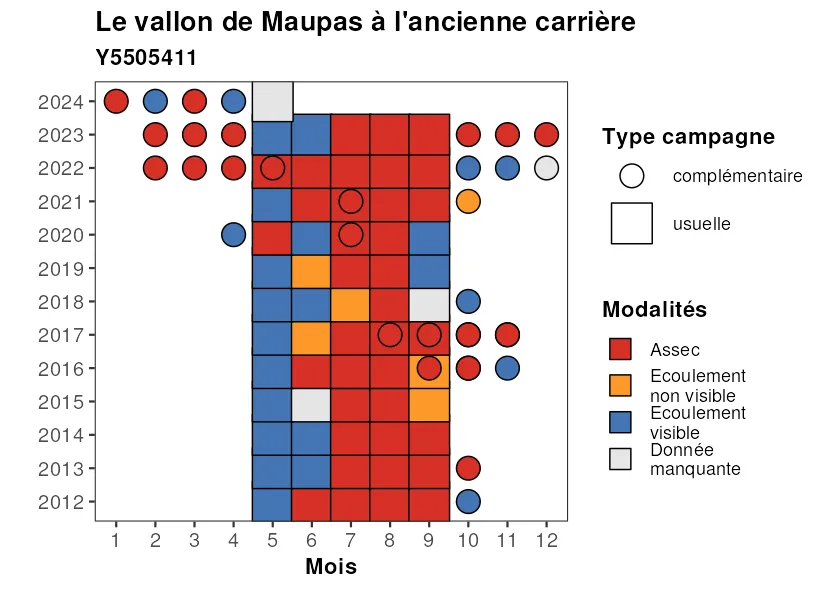 Le vallon de Maupas à l'ancienne carrière
Y5505411
2024
2023
2022
2021
2020
2019
2018
2017
2016
2015
2014
2013
2012
1 2 3 4 5 6 7 8 9 10 11 12
Mois
Type campagne
complémentaire
usuelle
Modalités
Assec
Ecoulement
non visible
Ecoulement
visible
Donnée
manquante